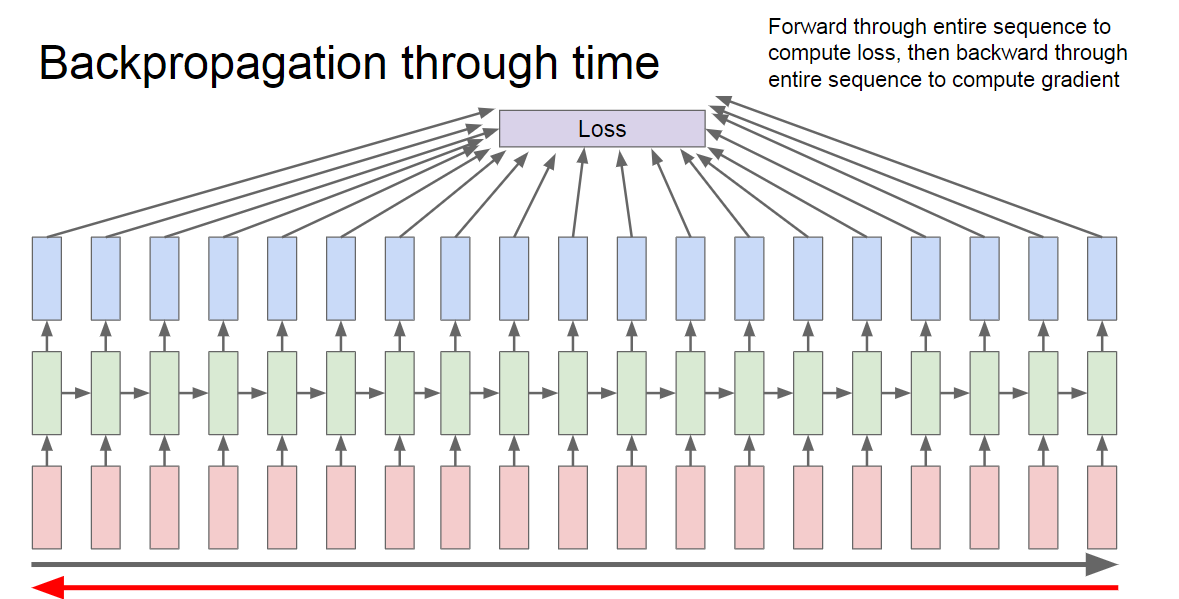 Backpropagation through time
Forward through entire sequence to
compute loss, then backward through
entire sequence to compute gradient
Loss